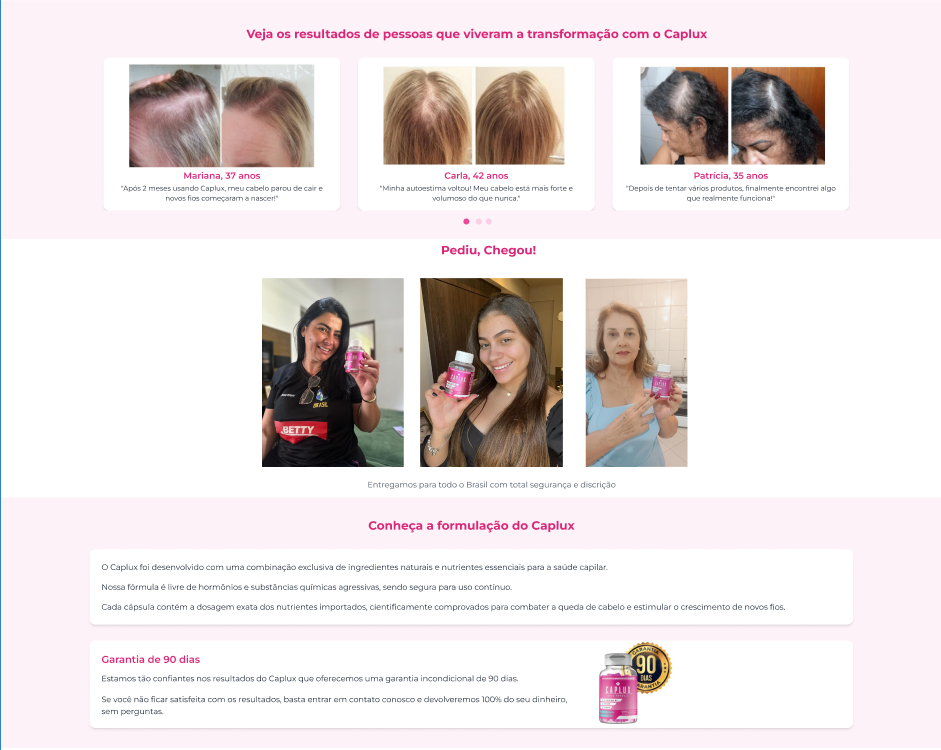 Veja os resultados de pessoas que viveram a transformação com o Caplux
Mariana, 37 anos
"Após 2 meses usando Caplux, meu cabelo parou de cair e
novos fios começaram a nascer!"
Carla, 42 anos
"Minha autoestima voltou! Meu cabelo está mais forte e
volumoso do que nunca."
Patrícia, 35 anos
"Depois de tentar vários produtos, finalmente encontrei algo
que realmente funciona!"
Pediu, Chegou!
BRASIL
.BETTY
CAPLUX
Entregamos para todo o Brasil com total segurança e discrição
Conheça a formulação do Caplux
O Caplux foi desenvolvido com uma combinação exclusiva de ingredientes naturais e nutrientes essenciais para a saúde capilar.
Nossa fórmula é livre de hormônios e substâncias químicas agressivas, sendo segura para uso contínuo.
Cada cápsula contém a dosagem exata dos nutrientes importados, cientificamente comprovados para combater a queda de cabelo e estimular o crescimento de novos fios.
Garantia de 90 dias
Estamos tão confiantes nos resultados do Caplux que oferecemos uma garantia incondicional de 90 dias.
Se você não ficar satisfeita com os resultados, basta entrar em contato conosco e devolveremos 100% do seu dinheiro,
sem perguntas.
GARANTIA
90
DIAS
GARANTIA
CAPLUX